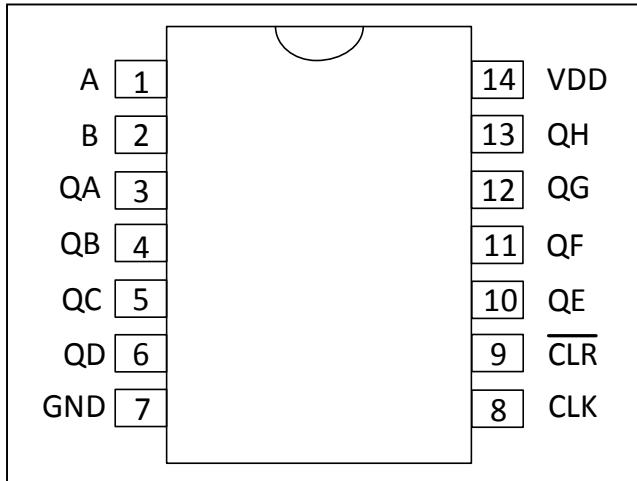 A 1 14 VDD
B 2 13 QH
QA 3 12 QG
QB 4 11 QF
QC 5 10 QE
QD 6 9 C̅L̅R̅
GND 7 8 CLK